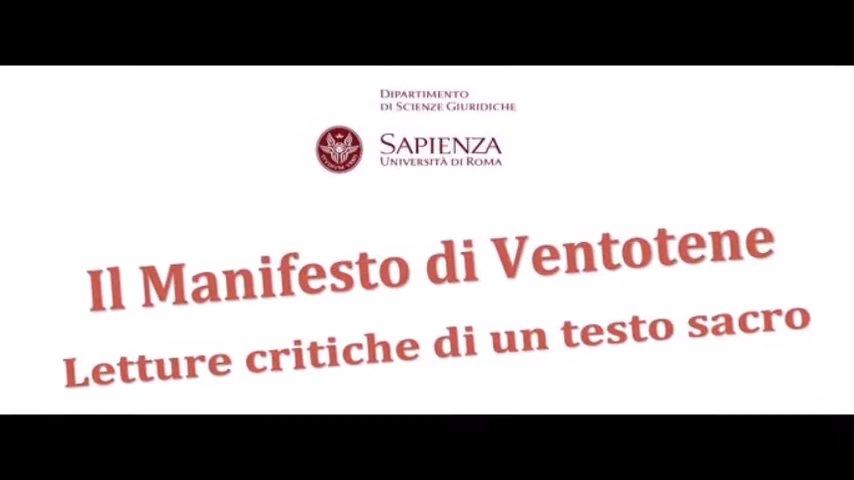 DIPARTIMENTO
DI SCIENZE GIURIDICHE
SAPIENZA
UNIVERSITÀ DI ROMA
Il Manifesto di Ventotene
Letture critiche di un testo sacro